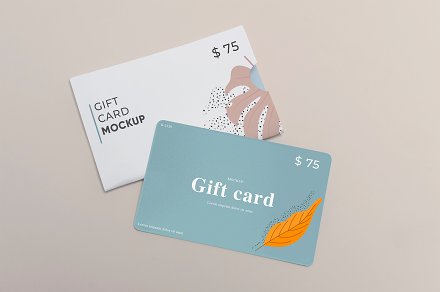 $ 75
GIFT
CARD
MOCKUP
$ 75
Gift card